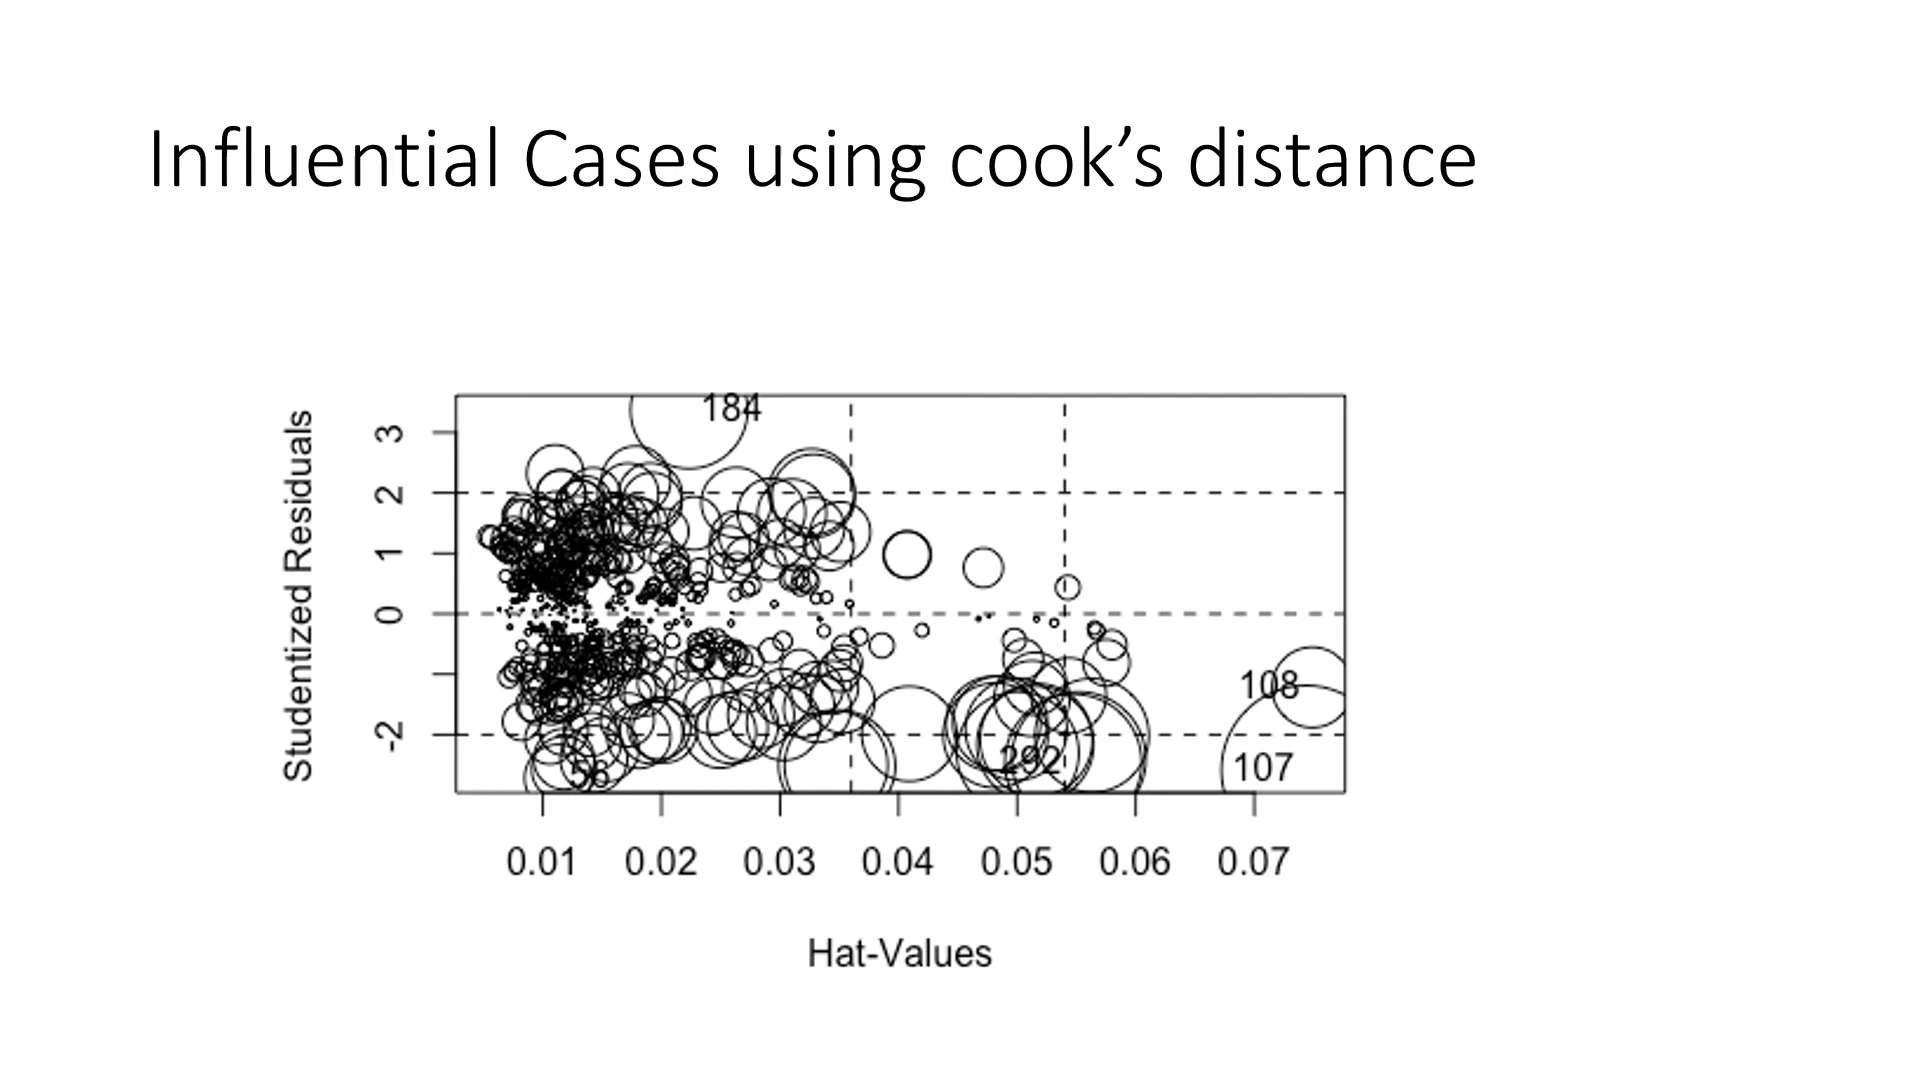 Influential Cases using cook’s distance
Studentized Residuals
3
2
1
0
-2
184
108
292
56
107
0.01 0.02 0.03 0.04 0.05 0.06 0.07
Hat-Values